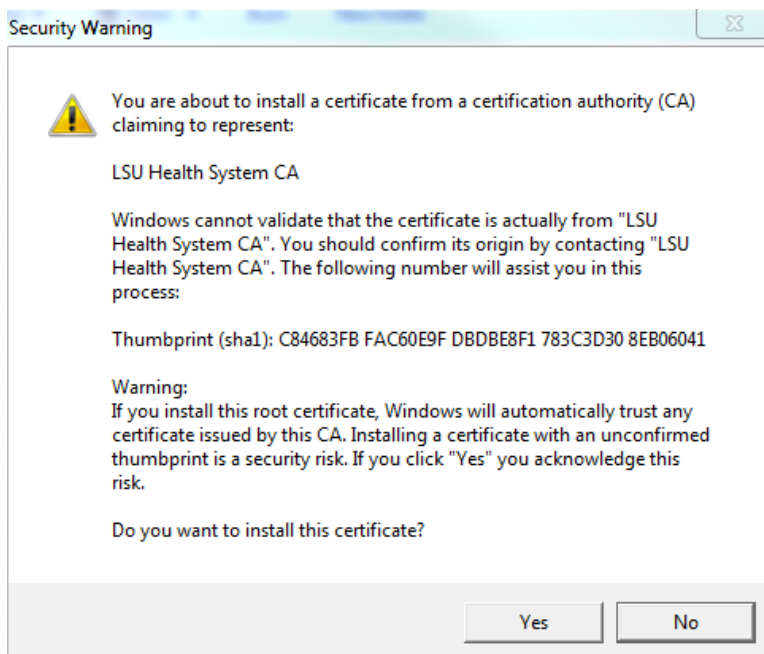 Security Warning
You are about to install a certificate from a certification authority (CA)
claiming to represent:
LSU Health System CA
Windows cannot validate that the certificate is actually from "LSU
Health System CA". You should confirm its origin by contacting "LSU
Health System CA". The following number will assist you in this
process:
Thumbprint (sha1): C84683FB FAC60E9F DBDBE8F1 783C3D30 8EB06041
Warning:
If you install this root certificate, Windows will automatically trust any
certificate issued by this CA. Installing a certificate with an unconfirmed
thumbprint is a security risk. If you click "Yes" you acknowledge this
risk.
Do you want to install this certificate?
Yes No